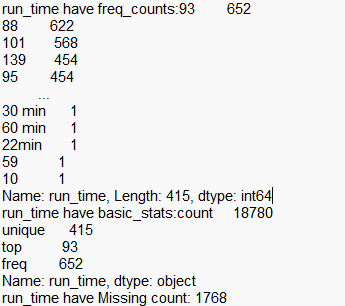 run_time have freq_counts:93 652
88 622
101 568
139 454
95 454
...
30 min 1
60 min 1
22min 1
59 1
10 1
Name: run_time, Length: 415, dtype: int64
run_time have basic_stats:count 18780
unique 415
top 93
freq 652
Name: run_time, dtype: object
run_time have Missing count: 1768